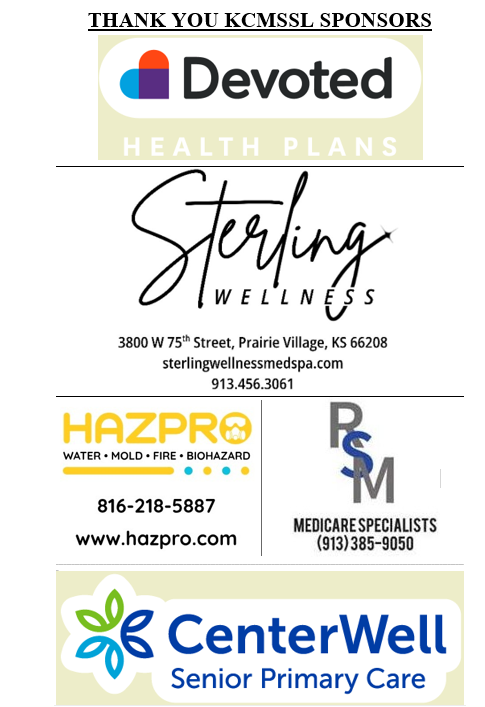 THANK YOU KCMSSL SPONSORS
Devoted
HEALTH PLANS
Sterling
WELLNESS
3800 W 75th Street, Prairie Village, KS 66208
sterlingwellnessmedspa.com
913.456.3061
HAZPRO
WATER • MOLD • FIRE • BIOHAZARD
816-218-5887
www.hazpro.com
RSM
MEDICARE SPECIALISTS
(913) 385-9050
CenterWell
Senior Primary Care